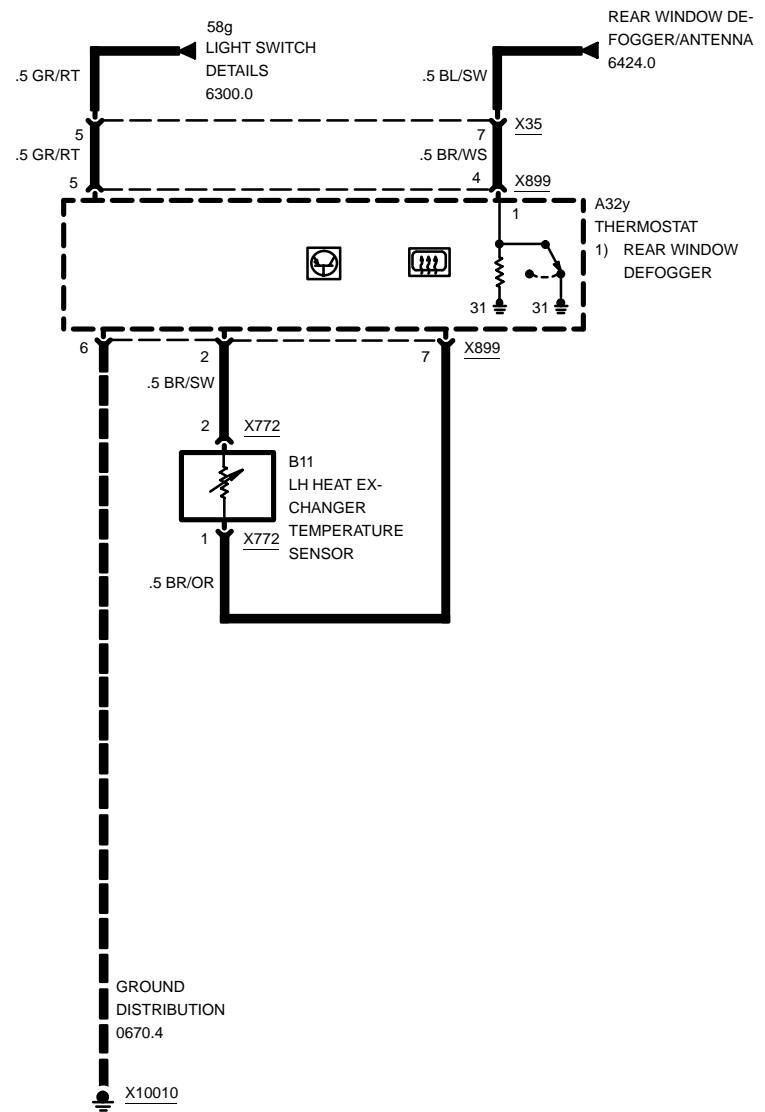 58g
LIGHT SWITCH
DETAILS
6300.0
REAR WINDOW DE-
FOGGER/ANTENNA
6424.0
.5 GR/RT
.5 BL/SW
5
7
X35
.5 GR/RT
.5 BR/WS
5
4
X899
1
A32y
THERMOSTAT
1) REAR WINDOW
DEFOGGER
31
31
6
2
7
X899
.5 BR/SW
2
X772
B11
LH HEAT EX-
CHANGER
TEMPERATURE
SENSOR
1
X772
.5 BR/OR
GROUND
DISTRIBUTION
0670.4
X10010